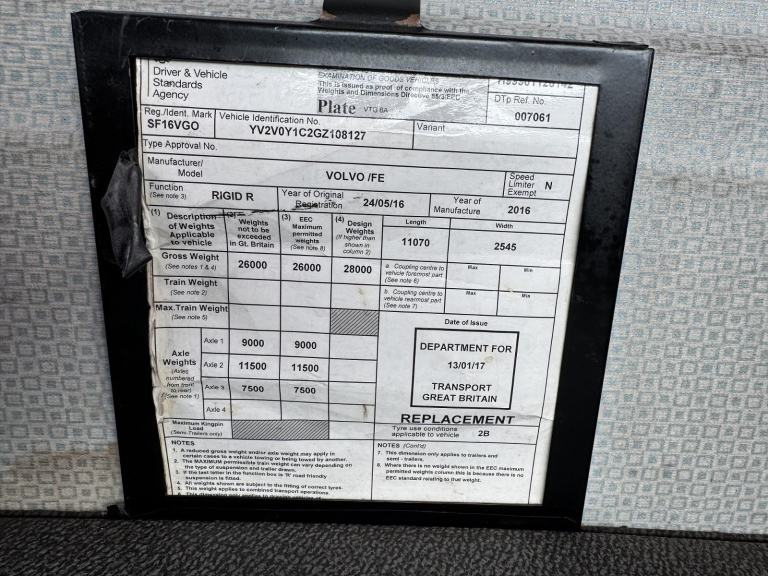 Driver & Vehicle
Standards
Agency
EXAMINATION OF GOODS VEHICLES
This is issued as proof of compliance with the
Weights and Dimensions Directive 85/3/EEC
Plate VTG 6A
DTp Ref. No.
007061
Reg./Ident. Mark
SF16VGO
Vehicle Identification No.
YV2V0Y1C2GZ108127
Variant
Type Approval No.
Manufacturer/
Model
VOLVO /FE
Speed
Limiter
Exempt
N
Function
(See note 3)
RIGID R
Year of Original
Registration
24/05/16
Year of
Manufacture
2016
(1) Description
of Weights
Applicable
to vehicle
Weights
not to be
exceeded
in Gt. Britain
(3) EEC
Maximum
permitted
weights
(See note 8)
(4) Design
Weights
(if higher than
shown in
column 2)
Length
11070
Width
2545
Gross Weight
(See notes 1 & 4)
26000
26000
28000
a Coupling centre to
vehicle foremost part
(See note 6)
Max
Min
Train Weight
(See note 2)
b. Coupling centre to
vehicle rearmost part
(See note 7)
Max
Min
Max.Train Weight
(See note 5)
Date of Issue
DEPARTMENT FOR
13/01/17
TRANSPORT
GREAT BRITAIN
Axle
Weights
(Axles
numbered
from front
to rear)
(See note 1)
Axle 1
9000
9000
Axle 2
11500
11500
Axle 3
7500
7500
Axle 4
REPLACEMENT
Maximum Kingpin
Load
(Semi-Trailers only)
Tyre use conditions
applicable to vehicle
2B
NOTES
1. A reduced gross weight and/or axle weight may apply in
certain cases to a vehicle towing or being towed by another.
2. The MAXIMUM permissible train weight can vary depending on
the type of suspension and trailer drawn.
3. If the last letter in the function box is 'R' road friendly
suspension is fitted.
4. All weights shown are subject to the fitting of correct tyres.
5. This weight applies to combined transport operations.
NOTES (Cont'd)
7. This dimension only applies to trailers and
semi - trailers.
8. Where there is no weight shown in the EEC maximum
permitted weights column this is because there is no
EEC standard relating to that weight.